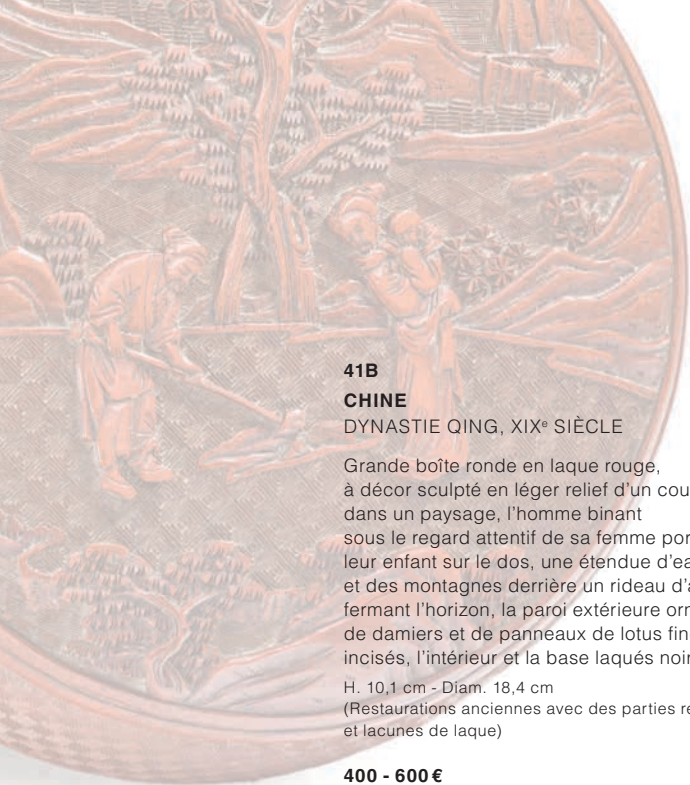 41B
CHINE
DYNASTIE QING, XIXᵉ SIÈCLE
Grande boîte ronde en laque rouge,
à décor sculpté en léger relief d'un
dans un paysage, l'homme binant
sous le regard attentif de sa femme
leur enfant sur le dos, une étendue
et des montagnes derrière un rideau
fermant l'horizon, la paroi extérieure
de damiers et de panneaux de lotus
incisés, l'intérieur et la base laqués
H. 10,1 cm - Diam. 18,4 cm
(Restaurations anciennes avec des parties
et lacunes de laque)
400 - 600 €